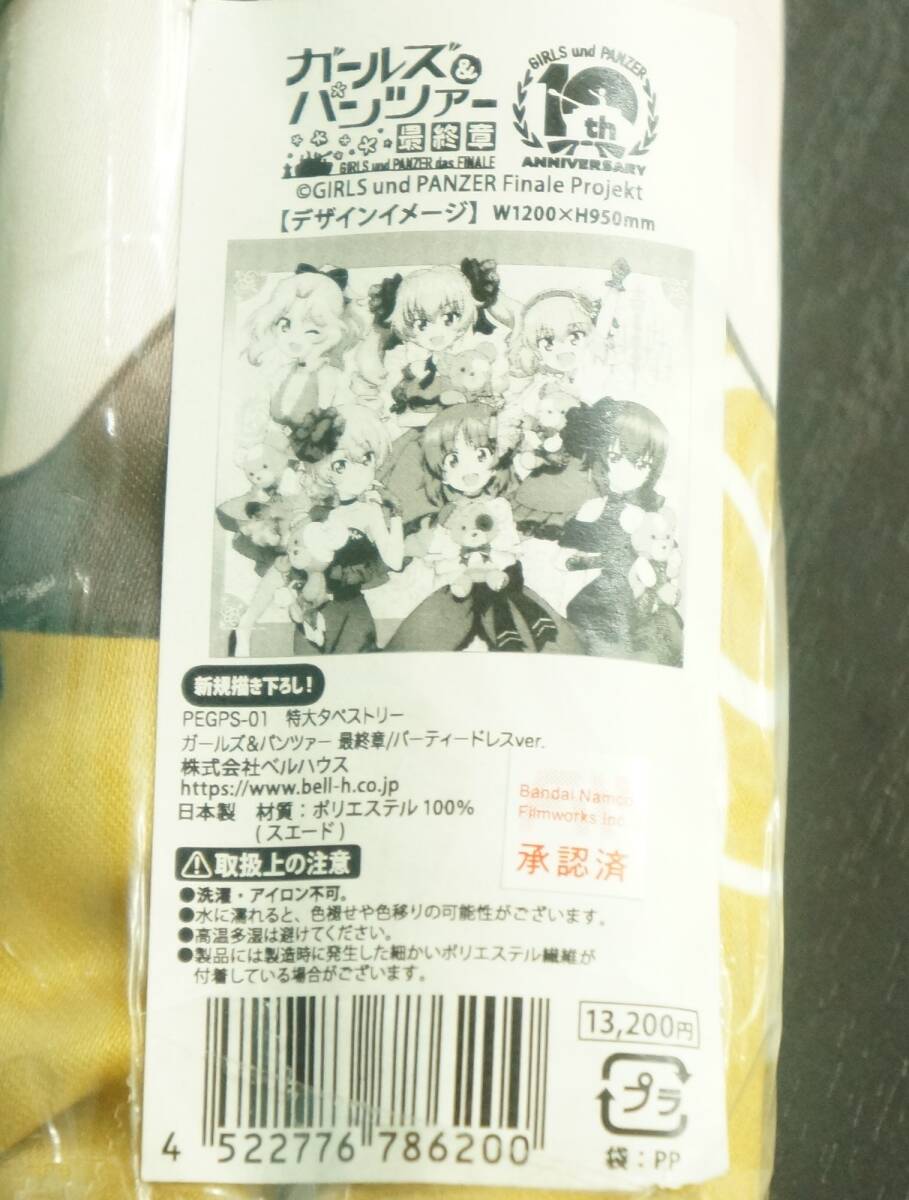 ガールズ&
パンツァー
最終章
GIRLS und PANZER das FINALE
GIRLS und PANZER
10th
ANNIVERSARY
©GIRLS und PANZER Finale Projekt
【デザインイメージ】 W1200×H950mm
新規描き下ろし!
PEGPS-01 特大タペストリー
ガールズ&パンツァー 最終章/パーティードレスver.
株式会社ベルハウス
https://www.bell-h.co.jp
日本製 材質:ポリエステル100%
(スエード)
Bandai Namco
Filmworks Inc.
承認済
⚠取扱上の注意
●洗濯・アイロン不可。
●水に濡れると、色褪せや色移りの可能性がございます。
●高温多湿は避けてください。
●製品には製造時に発生した細かいポリエステル繊維が
付着している場合がございます。
13,200円
プラ
袋:PP
4 522776 786200